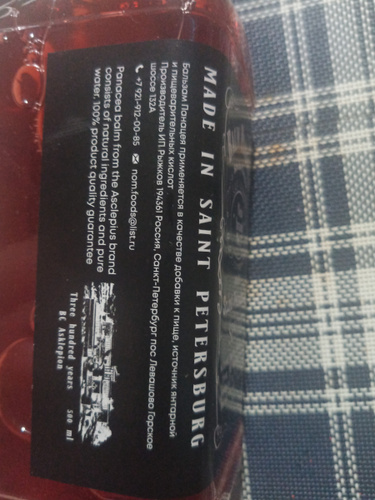 MADE IN SAINT PETERSBURG
Бальзам Панацея применяется в качестве добавки к пище, источник янтарной
и пищеварительных кислот
Производитель ИП Рыжков 194361 Россия, Санкт-Петербург пос Левашово Горское
шоссе 132А
+7 921-912-00-85 nom.foods@list.ru
Panacea balm from the Asclepius brand
consists of natural ingredients and pure
water, 100% product quality guarantee
Three hundred years 500 ml
BC Asklepion